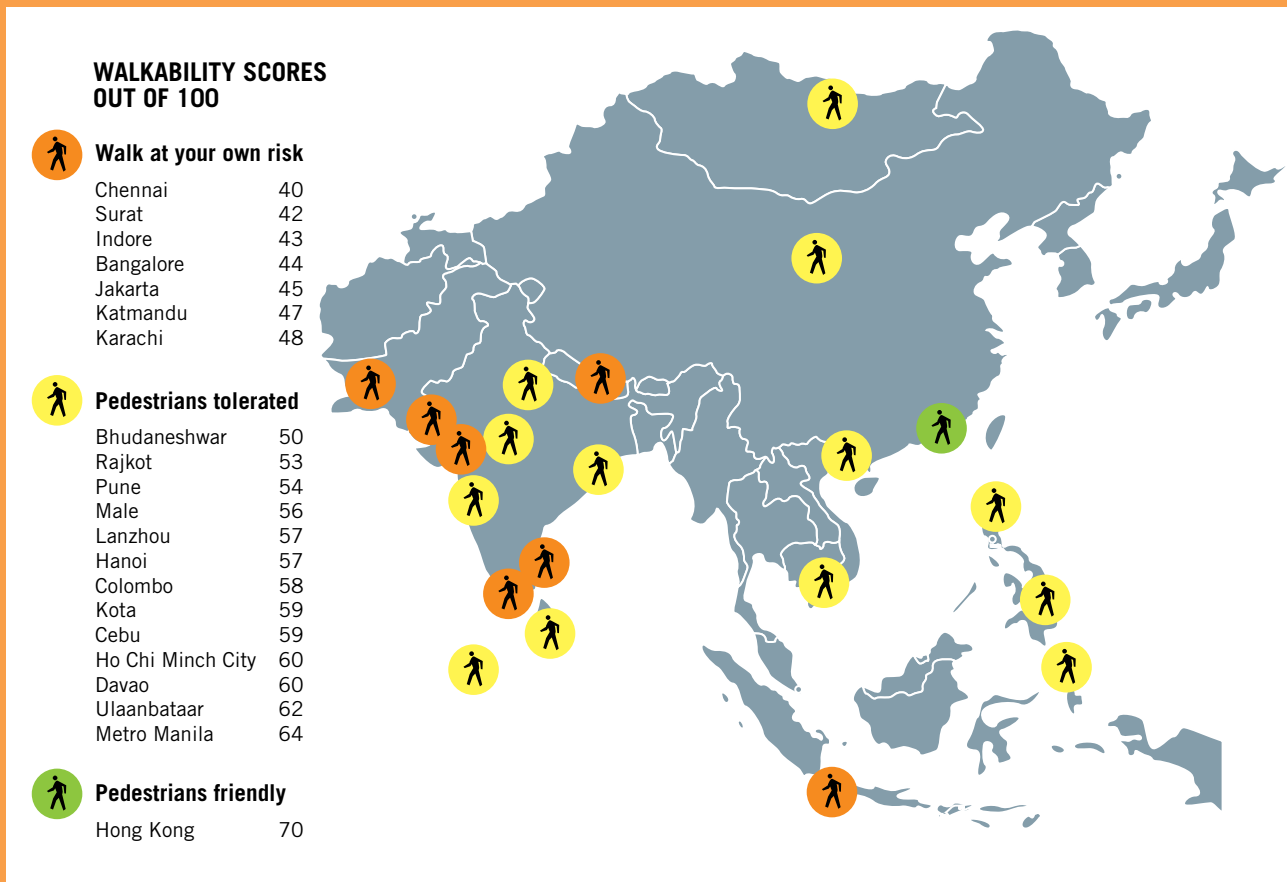 WALKABILITY SCORES
OUT OF 100
Walk at your own risk
Chennai 40
Surat 42
Indore 43
Bangalore 44
Jakarta 45
Katmandu 47
Karachi 48
Pedestrians tolerated
Bhudaneshwar 50
Rajkot 53
Pune 54
Male 56
Lanzhou 57
Hanoi 57
Colombo 58
Kota 59
Cebu 59
Ho Chi Minch City 60
Davao 60
Ulaanbataar 62
Metro Manila 64
Pedestrians friendly
Hong Kong 70